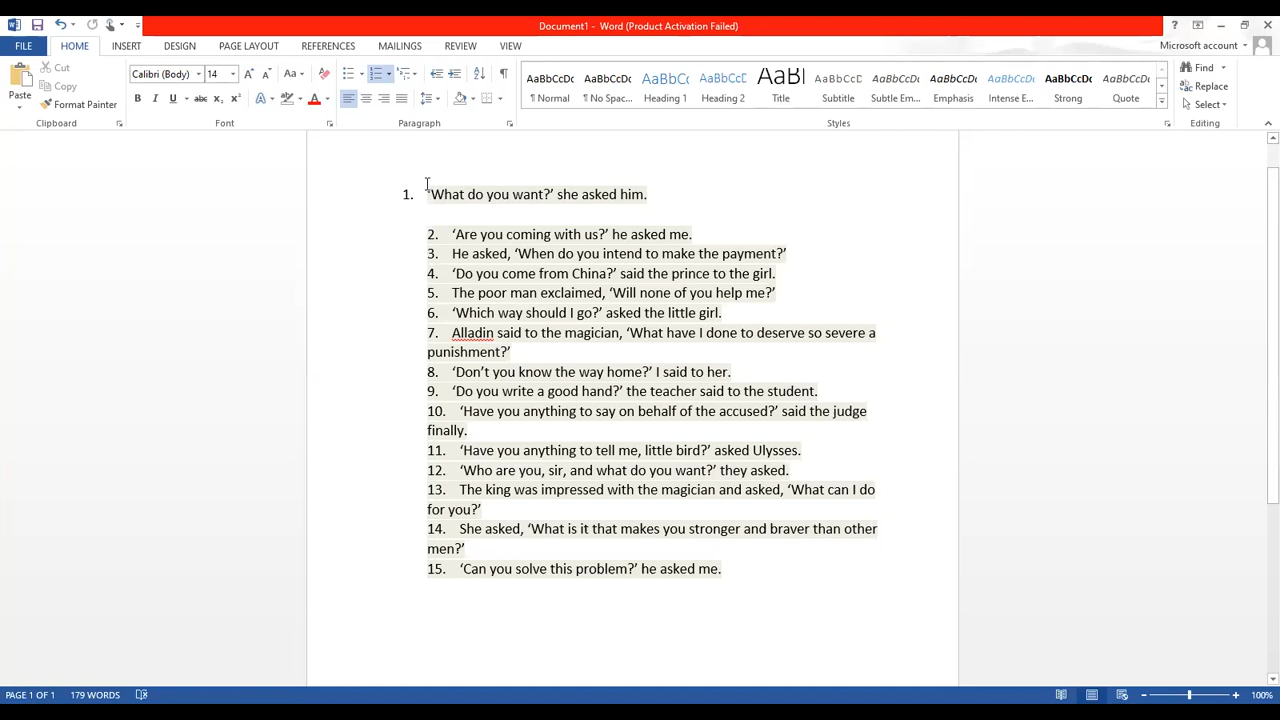 Document1 - Word (Product Activation Failed)
FILE HOME INSERT DESIGN PAGE LAYOUT REFERENCES MAILINGS REVIEW VIEW Microsoft account
Paste Cut Copy Format Painter
Calibri (Body) 14
AaBbCcDc AaBbCcDc AaBbCc AaBbCcC AaBl AaBbCcC AaBbCcDc AaBbCcDc AaBbCcDc AaBbCcDc AaBbCcDc
¶ Normal ¶ No Spac... Heading 1 Heading 2 Title Subtitle Subtle Em... Emphasis Intense E... Strong Quote
Find Replace Select
Clipboard Font Paragraph Styles Editing
1. ‘What do you want?’ she asked him.
2. ‘Are you coming with us?’ he asked me.
3. He asked, ‘When do you intend to make the payment?’
4. ‘Do you come from China?’ said the prince to the girl.
5. The poor man exclaimed, ‘Will none of you help me?’
6. ‘Which way should I go?’ asked the little girl.
7. Alladin said to the magician, ‘What have I done to deserve so severe a
punishment?’
8. ‘Don’t you know the way home?’ I said to her.
9. ‘Do you write a good hand?’ the teacher said to the student.
10. ‘Have you anything to say on behalf of the accused?’ said the judge
finally.
11. ‘Have you anything to tell me, little bird?’ asked Ulysses.
12. ‘Who are you, sir, and what do you want?’ they asked.
13. The king was impressed with the magician and asked, ‘What can I do
for you?’
14. She asked, ‘What is it that makes you stronger and braver than other
men?’
15. ‘Can you solve this problem?’ he asked me.
PAGE 1 OF 1 179 WORDS 100%